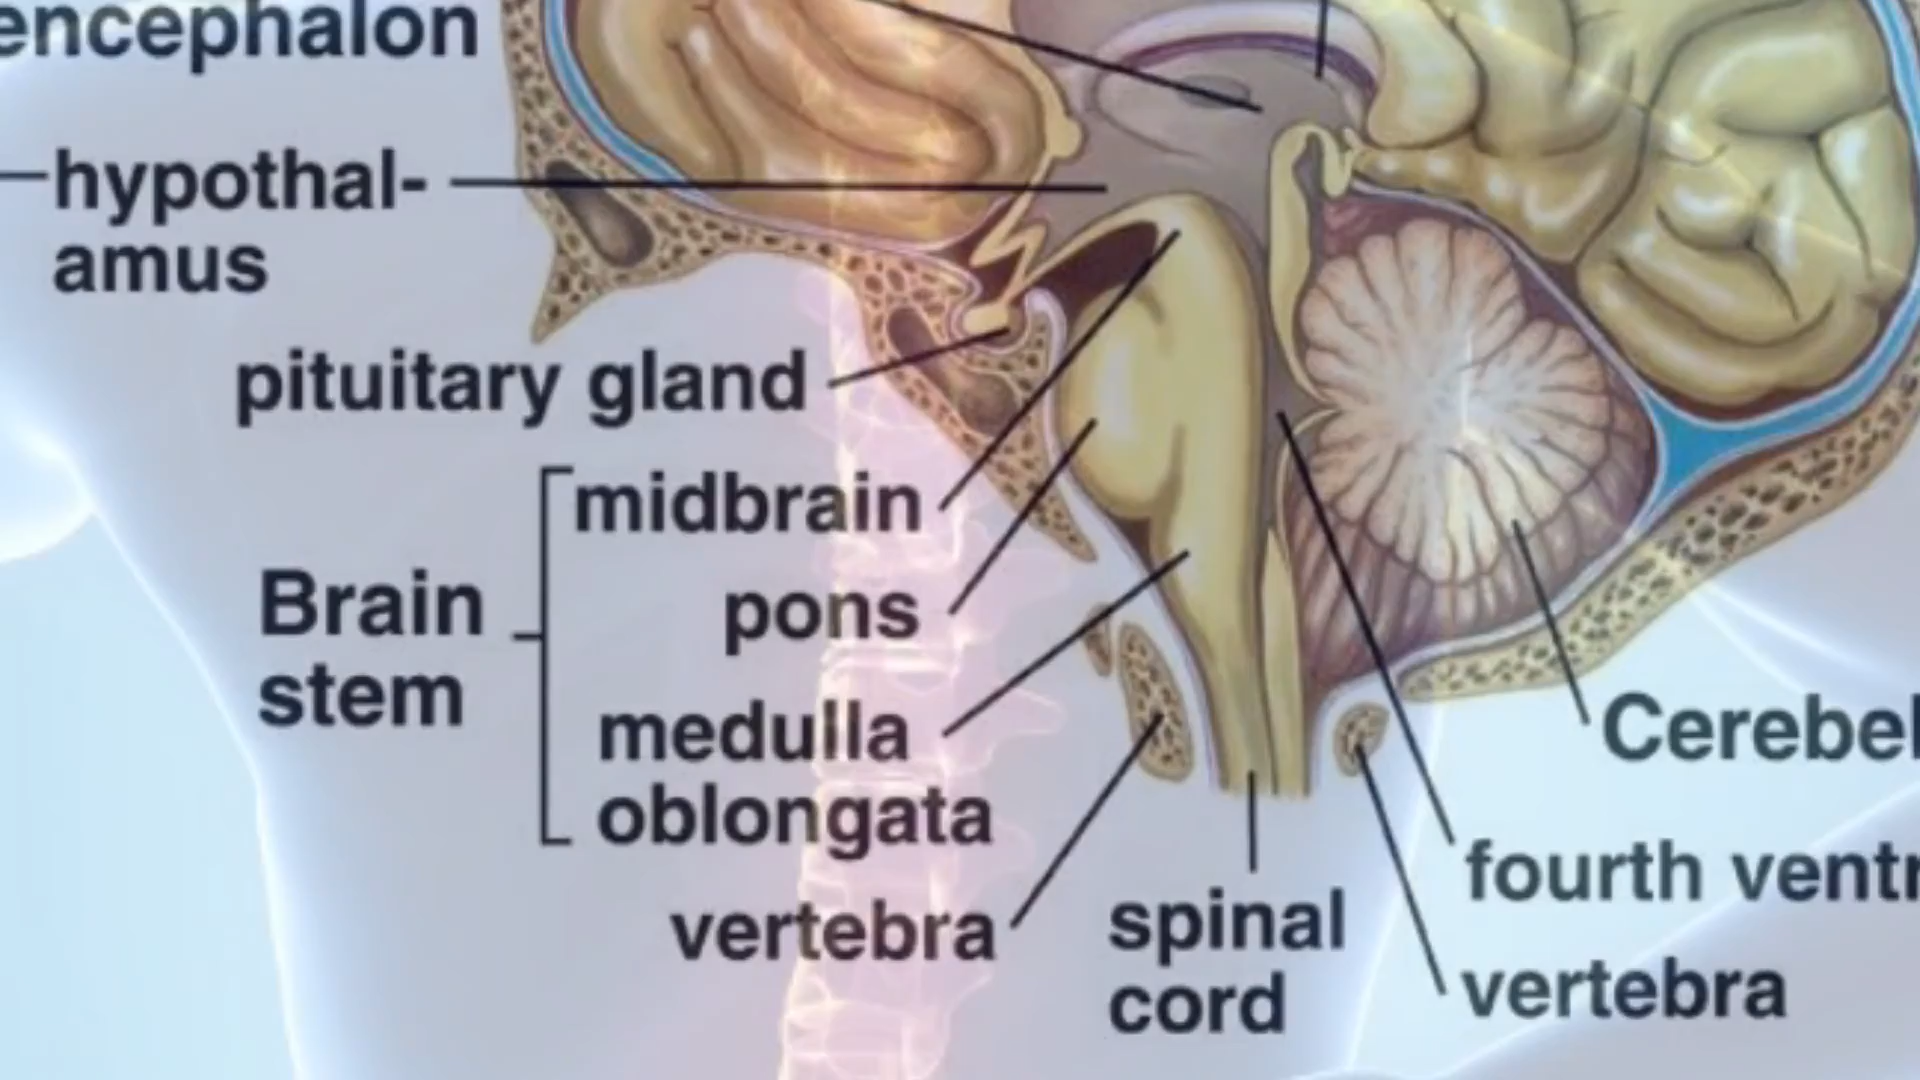 encephalon
hypothal-
amus
pituitary gland
midbrain
pons
Brain
stem
medulla
oblongata
vertebra
spinal
cord
Cerebel
fourth ventr
vertebra